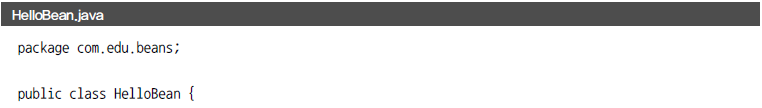 HelloBean.java
package com.edu.beans;
public class HelloBean {